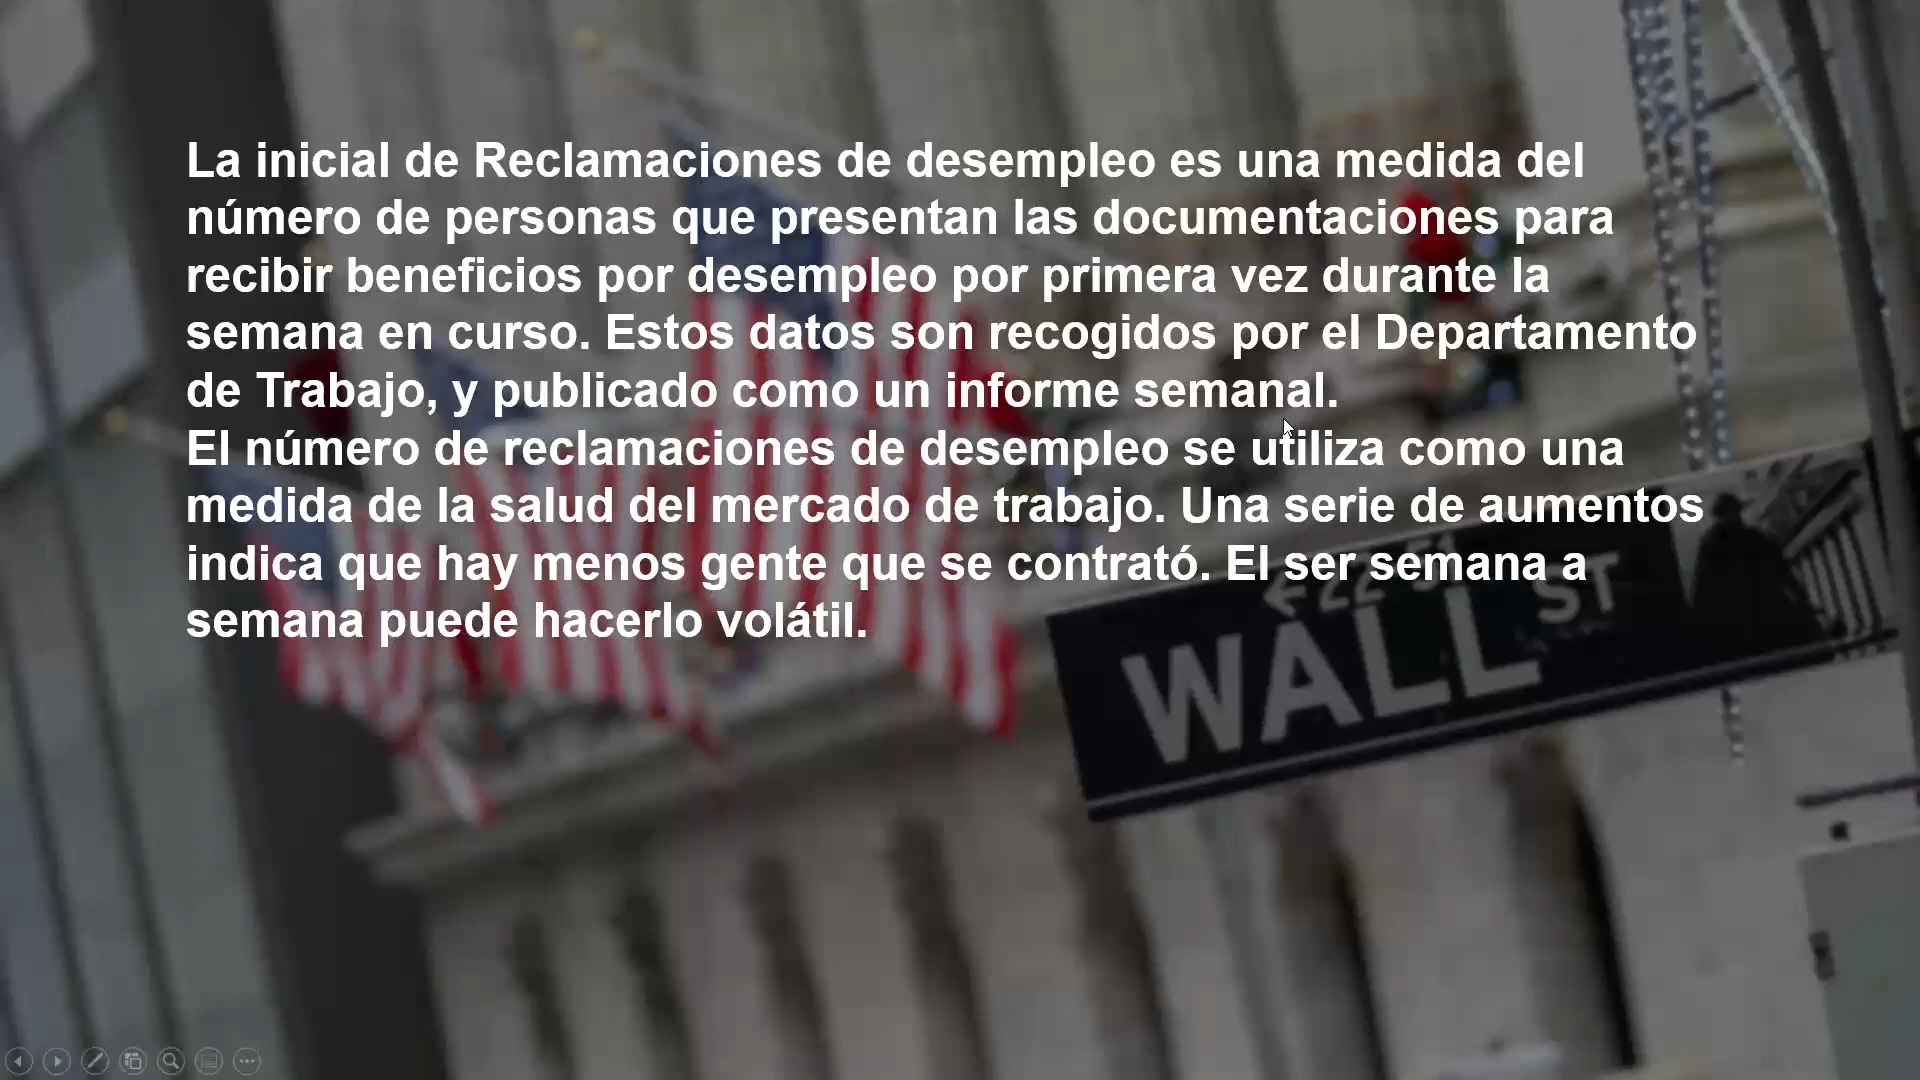 La inicial de Reclamaciones de desempleo es una medida del
número de personas que presentan las documentaciones para
recibir beneficios por desempleo por primera vez durante la
semana en curso. Estos datos son recogidos por el Departamento
de Trabajo, y publicado como un informe semanal.
El número de reclamaciones de desempleo se utiliza como una
medida de la salud del mercado de trabajo. Una serie de aumentos
indica que hay menos gente que se contrató. El ser semana a
semana puede hacerlo volátil.
WALL ST